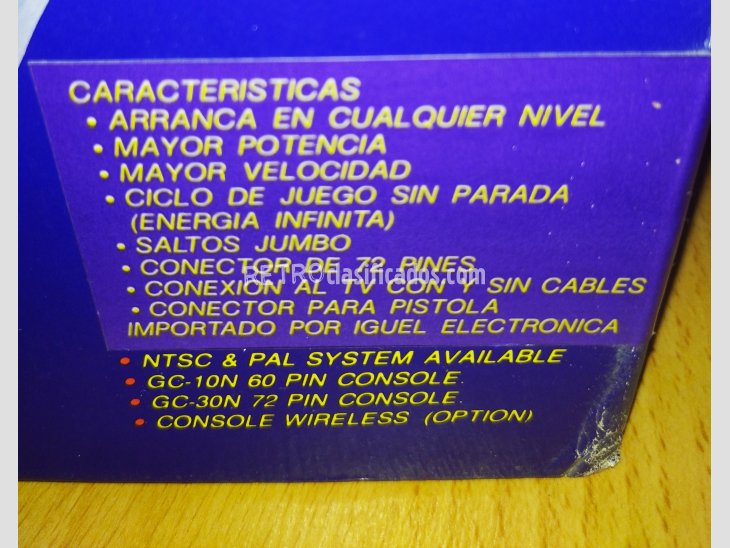 CARACTERISTICAS
• ARRANCA EN CUALQUIER NIVEL
• MAYOR POTENCIA
• MAYOR VELOCIDAD
• CICLO DE JUEGO SIN PARADA
(ENERGIA INFINITA)
• SALTOS JUMBO
• CONECTOR DE 72 PINES
RETROclasificados.com
• CONEXION AL TV CON Y SIN CABLES
• CONECTOR PARA PISTOLA
IMPORTADO POR IGUEL ELECTRONICA
• NTSC & PAL SYSTEM AVAILABLE
• GC-10N 60 PIN CONSOLE.
• GC-30N 72 PIN CONSOLE.
• CONSOLE WIRELESS (OPTION)